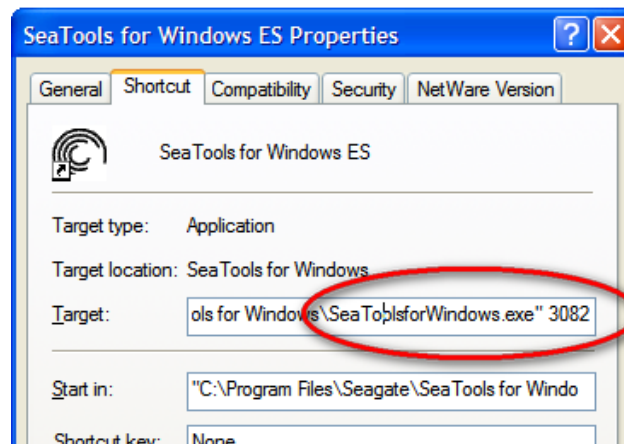 SeaTools for Windows ES Properties
General Shortcut Compatibility Security NetWare Version
SeaTools for Windows ES
Target type: Application
Target location: SeaTools for Windows
Target: ols for Windows\SeaToolsforWindows.exe" 3082
Start in: "C:\Program Files\Seagate\SeaTools for Windo
Shortcut key: None